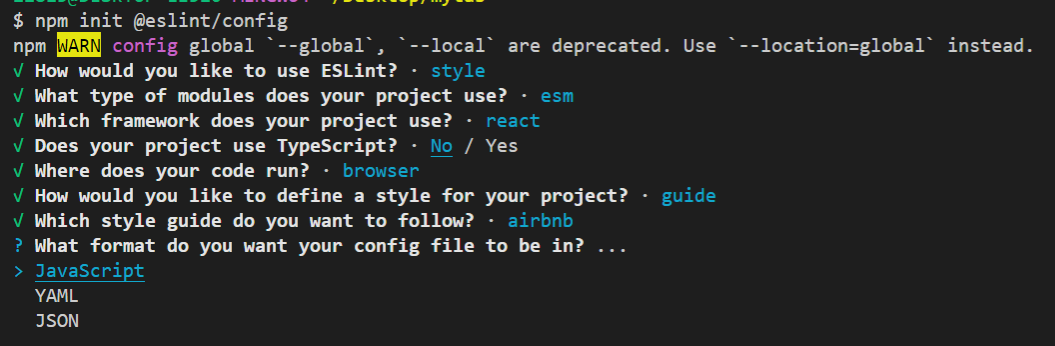 $ npm init @eslint/config
npm WARN config global `--global`, `--local` are deprecated. Use `--location=global` instead.
√ How would you like to use ESLint? · style
√ What type of modules does your project use? · esm
√ Which framework does your project use? · react
√ Does your project use TypeScript? · No / Yes
√ Where does your code run? · browser
√ How would you like to define a style for your project? · guide
√ Which style guide do you want to follow? · airbnb
? What format do you want your config file to be in? ...
> JavaScript
YAML
JSON